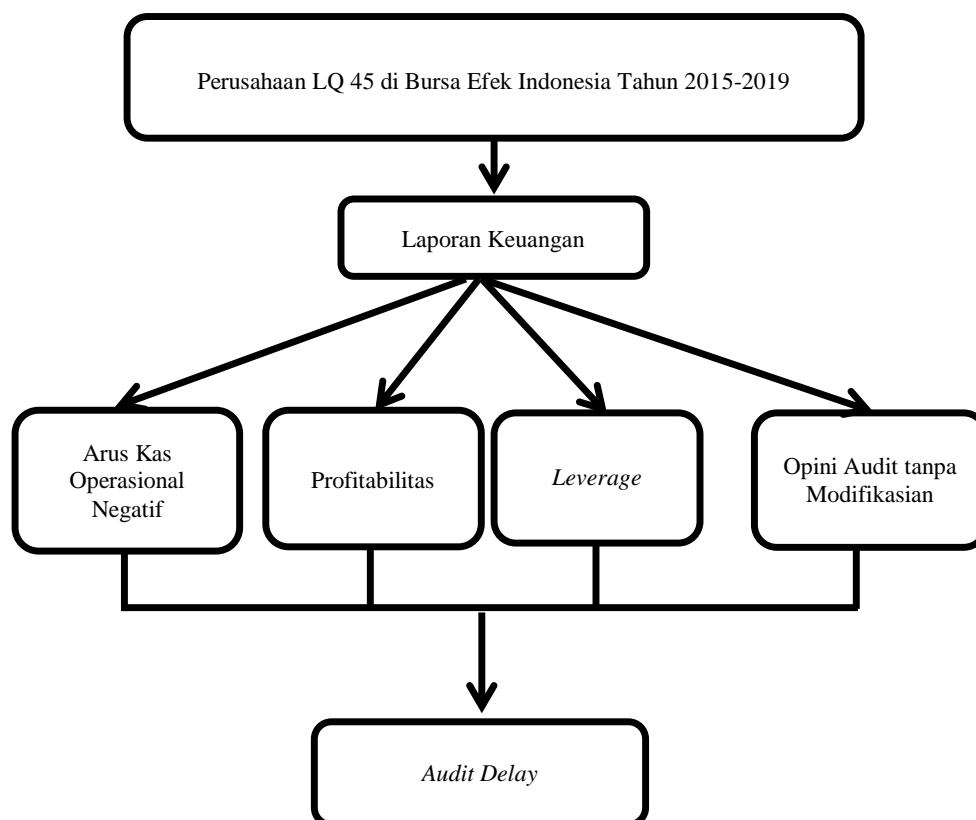 Perusahaan LQ 45 di Bursa Efek Indonesia Tahun 2015-2019
Laporan Keuangan
Arus Kas
Operasional
Negatif
Profitabilitas
Leverage
Opini Audit tanpa
Modifikasian
Audit Delay